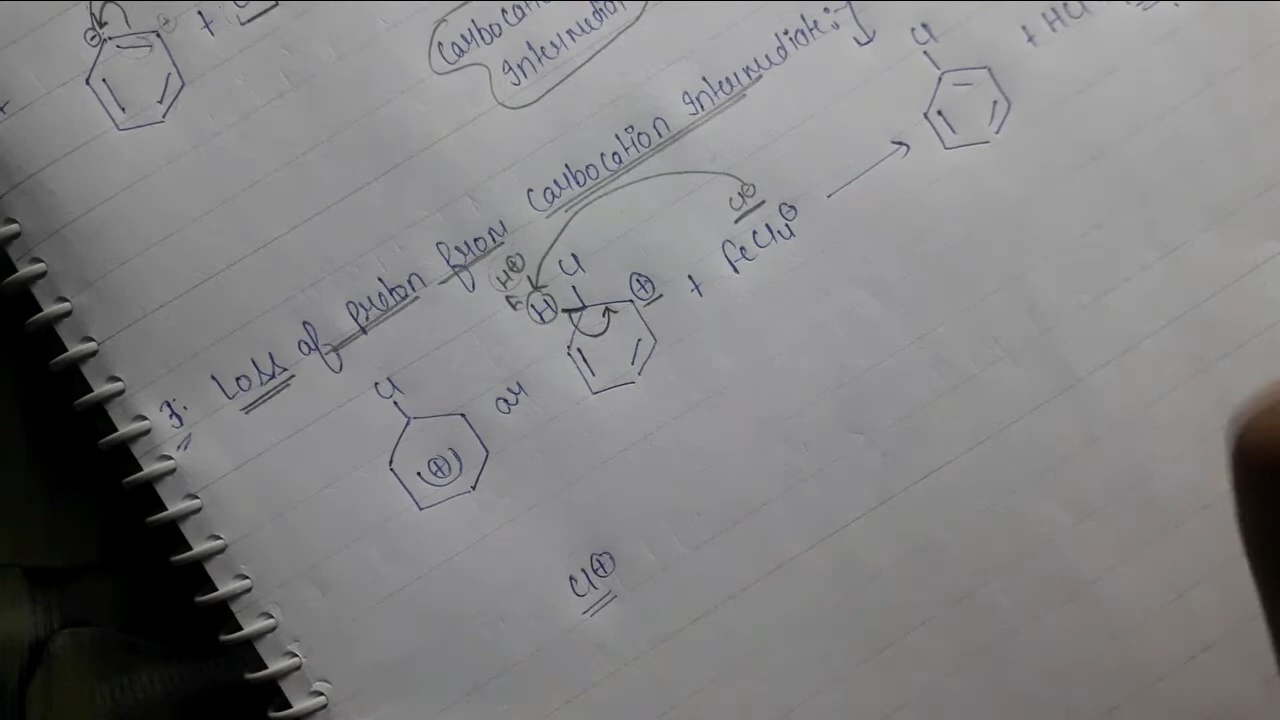 + Cl
Carbocation
Intermediate
3: Loss of proton from Carbocation Intermediate:-
Cl
+ HCl
H⊕
H
Cl
⊕
+ FeCl4⊖
Cl⊖
Cl
(+)
or
Cl⊕